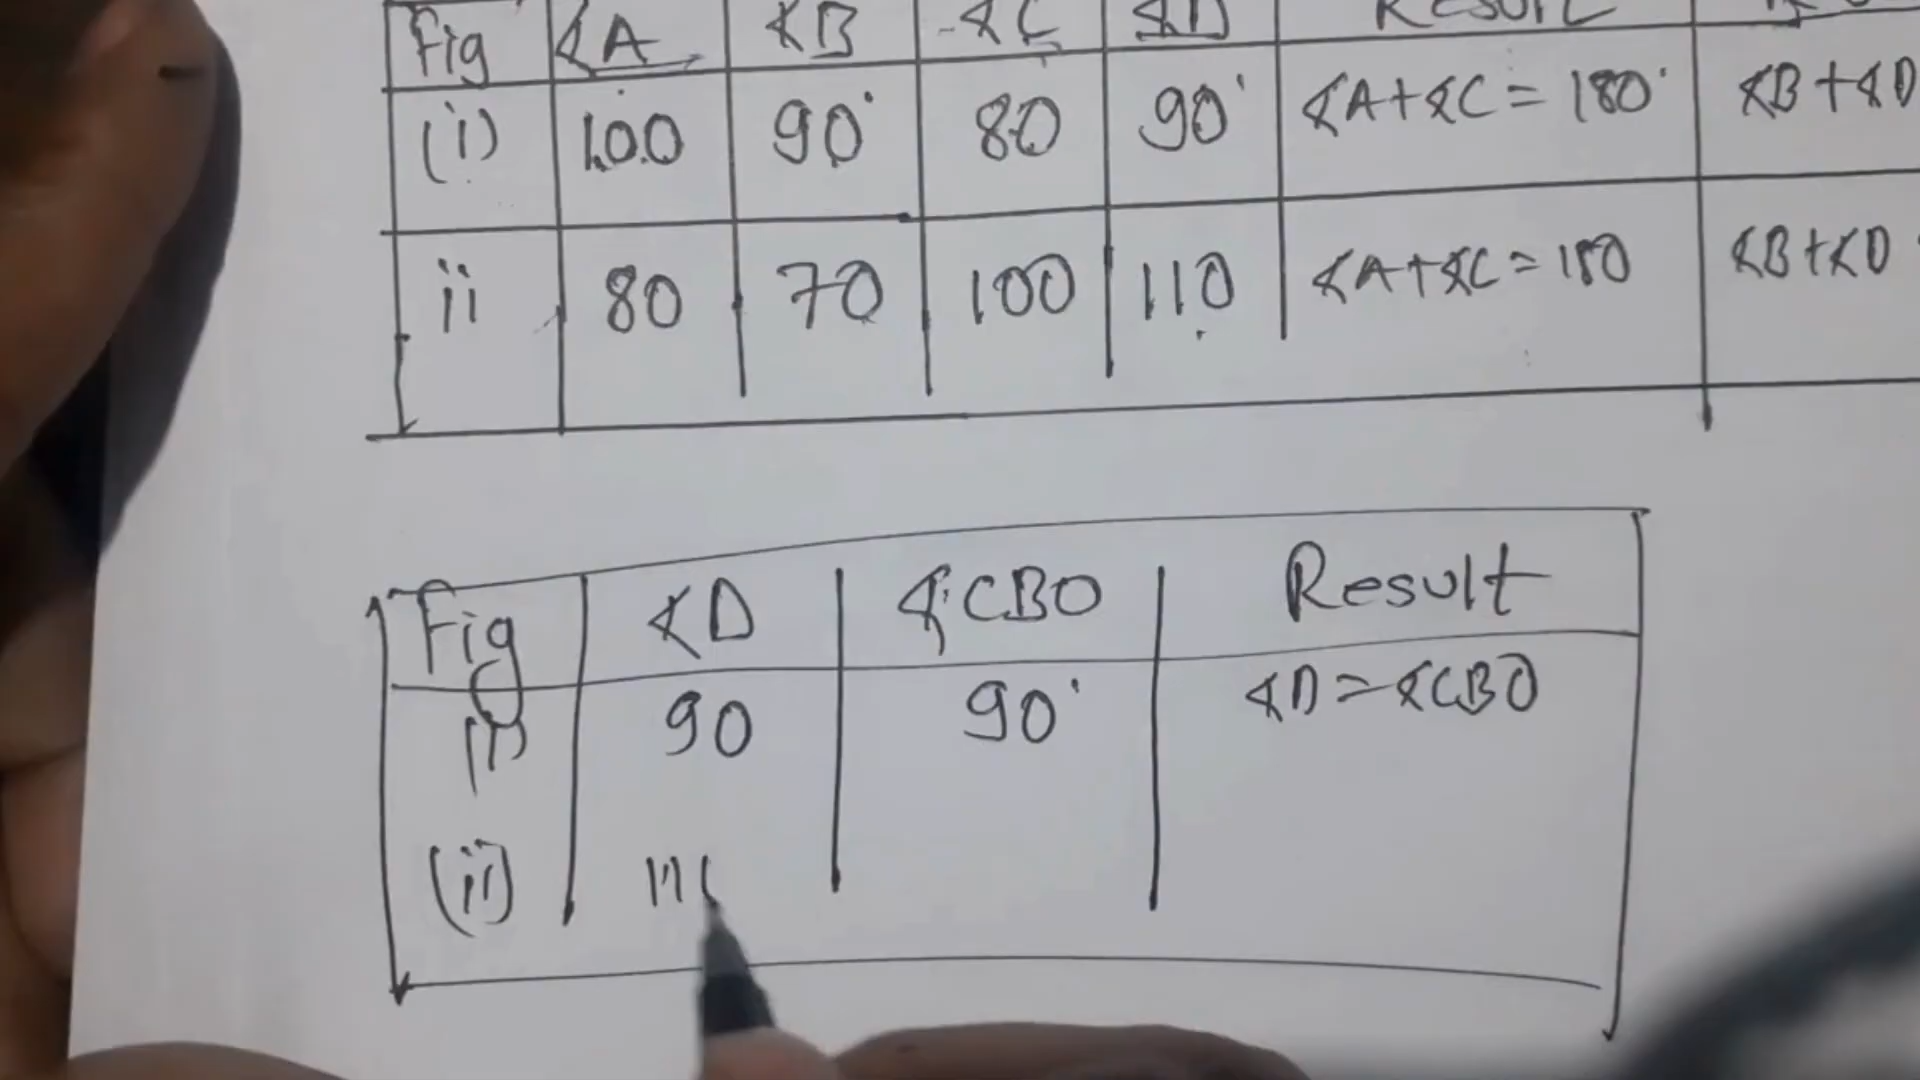 Fig ∡A ∡B ∡C ∡D Result
(i) 100 90° 80 90° ∡A+∡C = 180° ∡B+∡D
ii 80 70 100 110 ∡A+∡C = 180 ∡B+∡D
Fig ∡D ∡CBO Result
(i) 90 90° ∡D = ∡CBO
(ii) 11